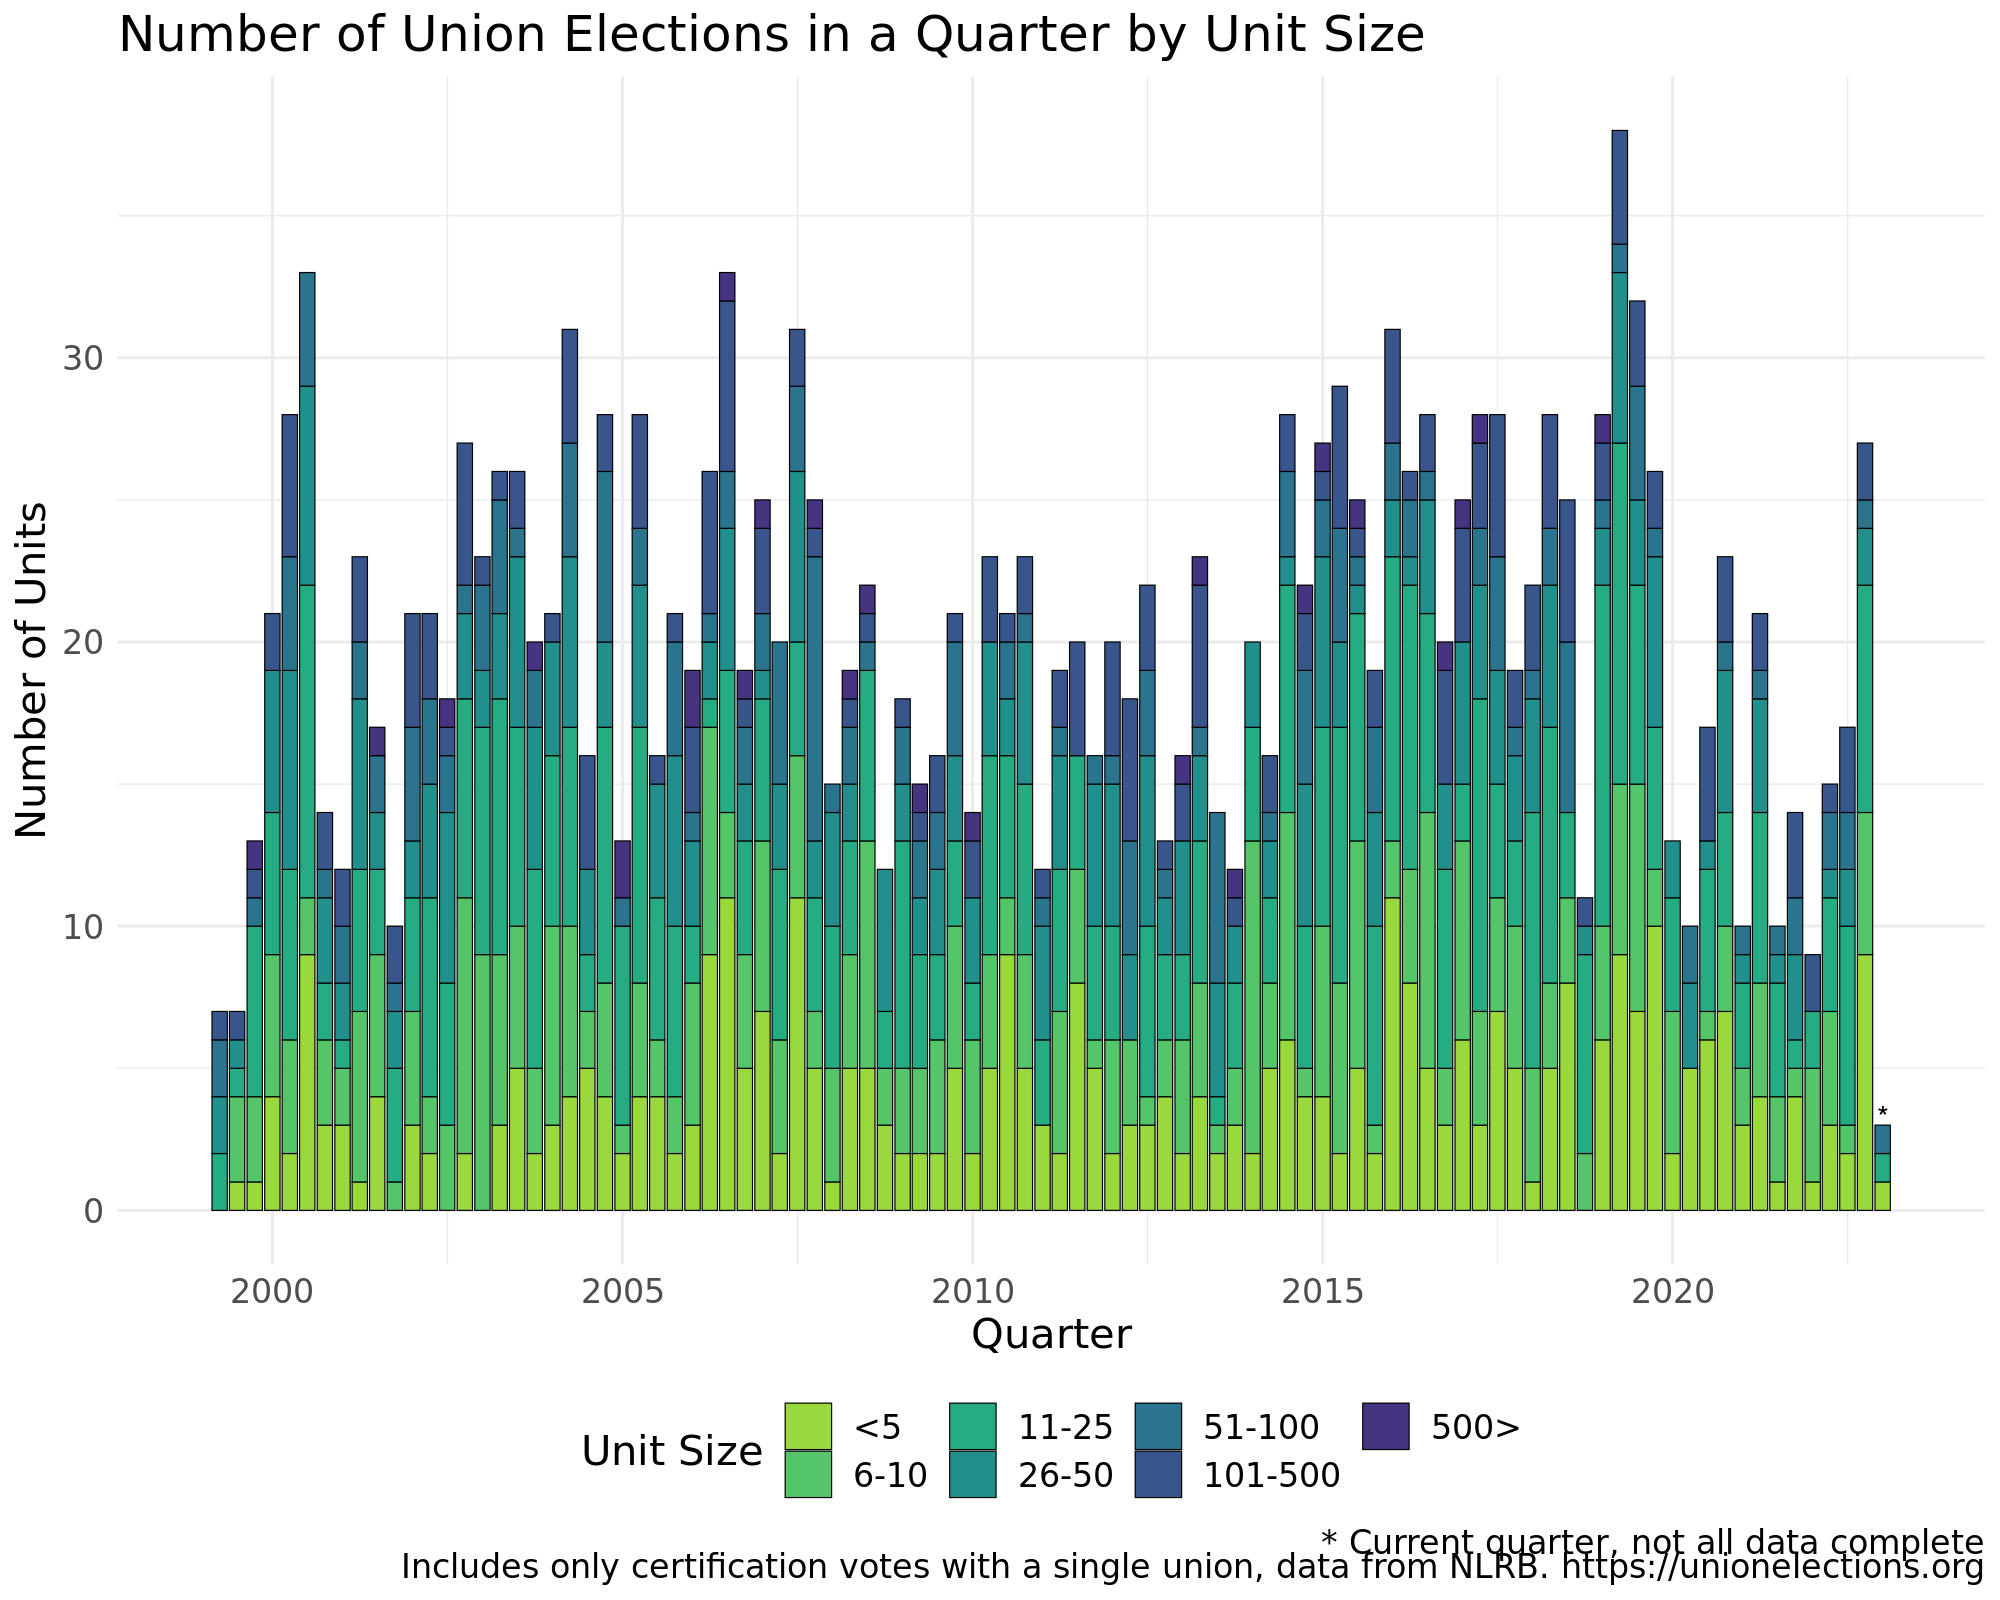 Number of Union Elections in a Quarter by Unit Size
Number of Units
30
20
10
0
*
2000 2005 2010 2015 2020
Quarter
Unit Size
<5 11-25 51-100 500>
6-10 26-50 101-500
* Current quarter, not all data complete
Includes only certification votes with a single union, data from NLRB. https://unionelections.org